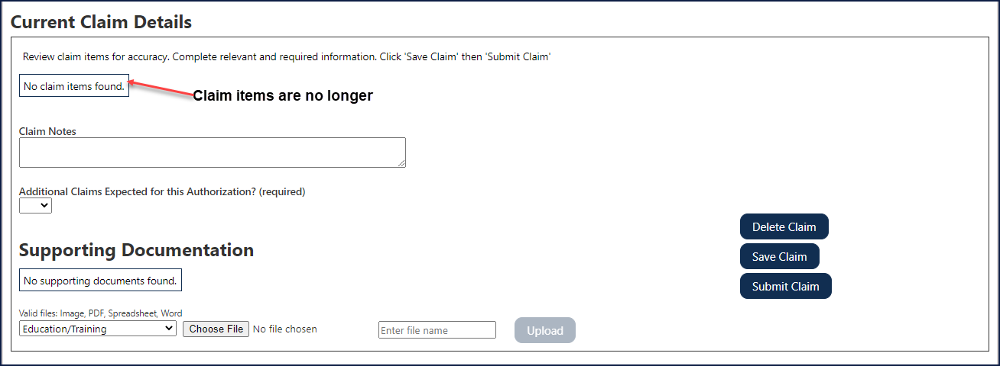 Current Claim Details
Review claim items for accuracy. Complete relevant and required information. Click 'Save Claim' then 'Submit Claim'
No claim items found.
Claim items are no longer
Claim Notes
Additional Claims Expected for this Authorization? (required)
Delete Claim
Supporting Documentation
Save Claim
No supporting documents found.
Submit Claim
Valid files: Image, PDF, Spreadsheet, Word
Education/Training
Choose File No file chosen
Enter file name
Upload